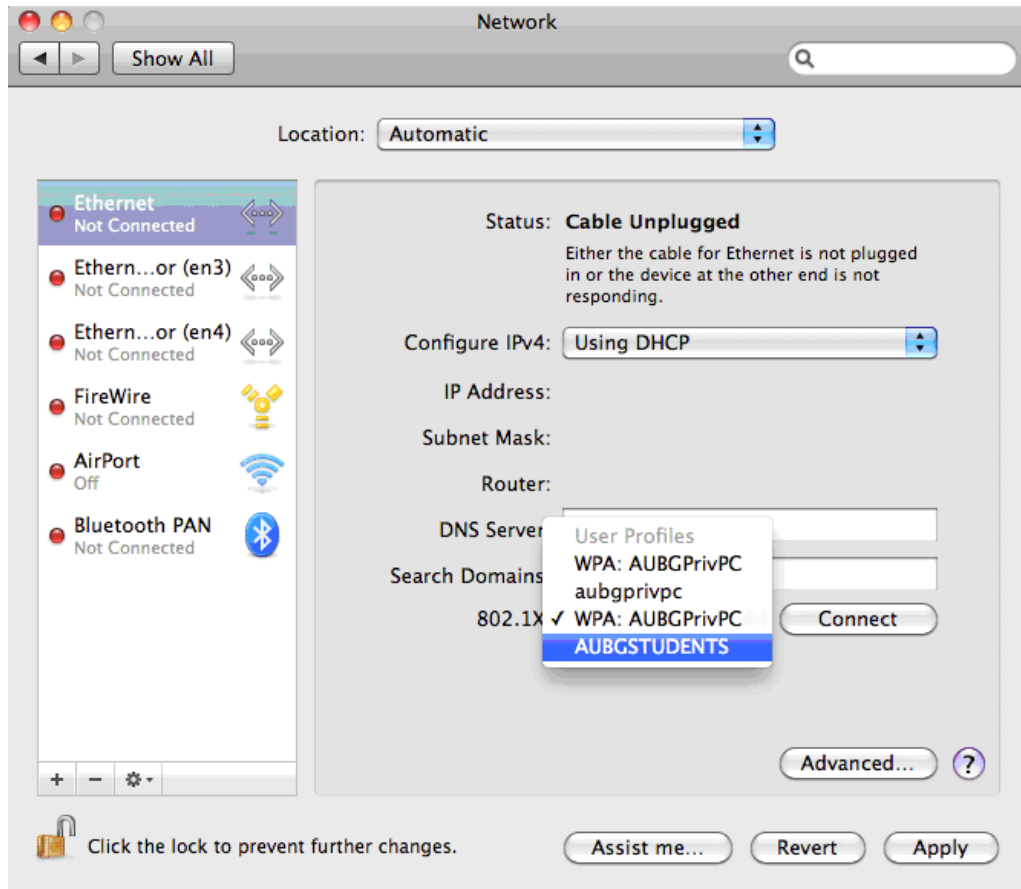 Network
Show All
Location: Automatic
Ethernet
Not Connected
Ethern...or (en3)
Not Connected
Ethern...or (en4)
Not Connected
FireWire
Not Connected
AirPort
Off
Bluetooth PAN
Not Connected
Status: Cable Unplugged
Either the cable for Ethernet is not plugged
in or the device at the other end is not
responding.
Configure IPv4: Using DHCP
IP Address:
Subnet Mask:
Router:
DNS Server
Search Domains
802.1X
User Profiles
WPA: AUBGPrivPC
aubgprivpc
✓ WPA: AUBGPrivPC
AUBGSTUDENTS
Connect
Advanced...
?
Click the lock to prevent further changes.
Assist me...
Revert
Apply